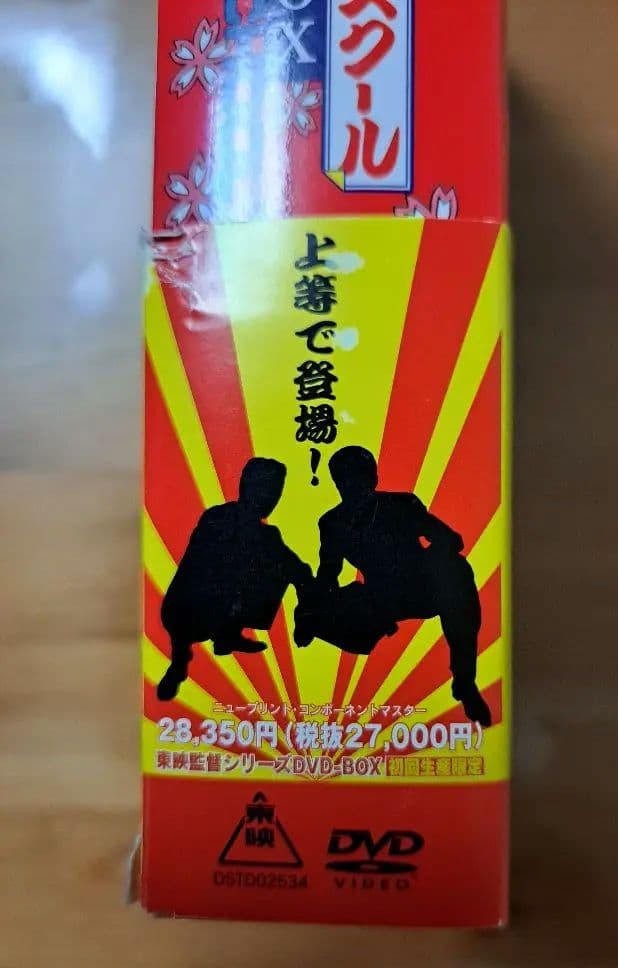 スクール
OX
上等で登場!
ニュープリント・コンポーネントマスター
28,350円(税抜27,000円)
東映監督シリーズDVD-BOX 初回生産限定
東映
DSTD02534
DVD
VIDEO